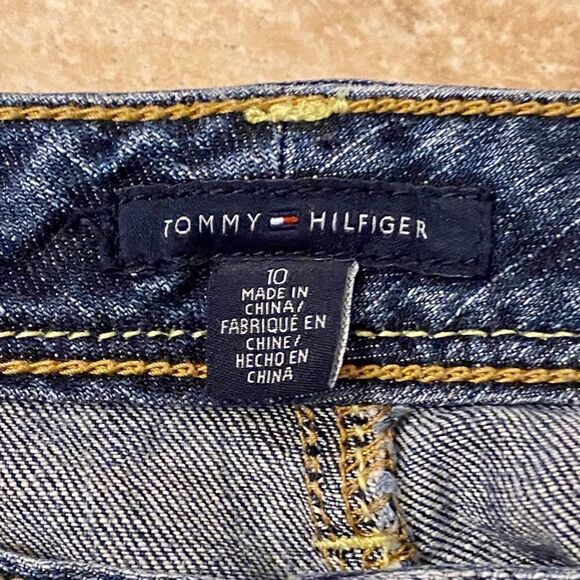 TOMMY HILFIGER
10
MADE IN
CHINA/
FABRIQUÉ EN
CHINE/
HECHO EN
CHINA